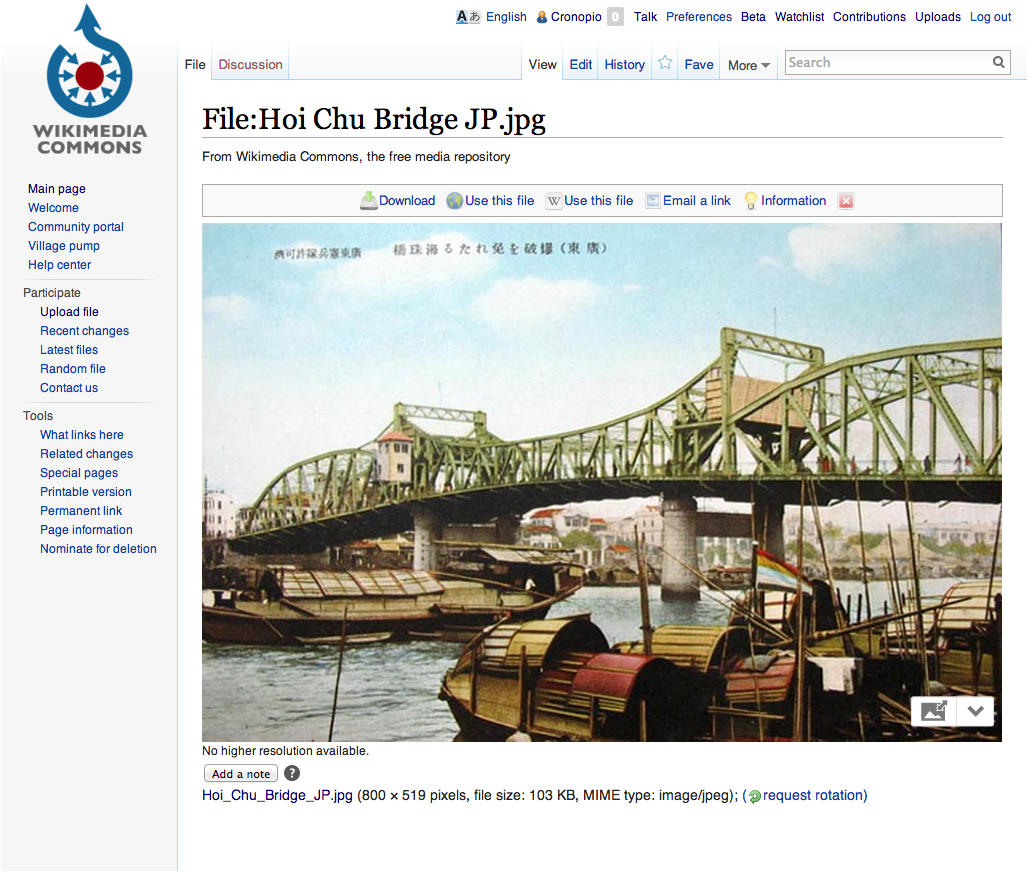 Aあ English Cronopio 0 Talk Preferences Beta Watchlist Contributions Uploads Log out
WIKIMEDIA
COMMONS
File Discussion View Edit History Fave More Search
File:Hoi Chu Bridge JP.jpg
From Wikimedia Commons, the free media repository
Download Use this file W Use this file Email a link Information
Main page
Welcome
Community portal
Village pump
Help center
Participate
Upload file
Recent changes
Latest files
Random file
Contact us
Tools
What links here
Related changes
Special pages
Printable version
Permanent link
Page information
Nominate for deletion
濟可許隊兵憲東廣 橋珠海るたれ免を破爆(東廣)
No higher resolution available.
Add a note ?
Hoi_Chu_Bridge_JP.jpg (800 × 519 pixels, file size: 103 KB, MIME type: image/jpeg); (request rotation)